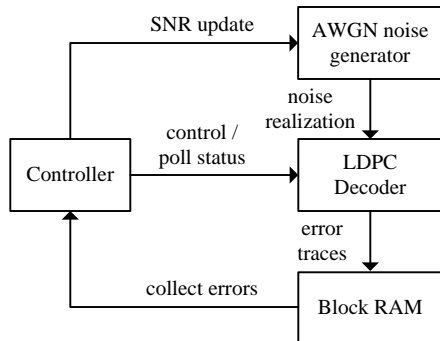 SNR update
AWGN noise
generator
noise
realization
control /
poll status
Controller
LDPC
Decoder
error
traces
collect errors
Block RAM